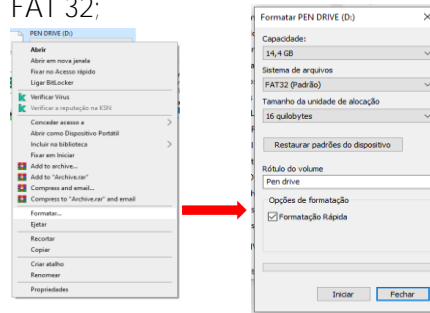 FAT 32;
PEN DRIVE (D:)
Abrir
Abrir em nova janela
Fixar no Acesso rápido
Ligar BitLocker
Verificar Vírus
Verificar a reputação na KSN
Conceder acesso a
Abrir como Dispositivo Portátil
Incluir na biblioteca
Fixar em Iniciar
Add to archive...
Add to "Archive.rar"
Compress and email...
Compress to "Archive.rar" and email
Formatar...
Ejetar
Recortar
Copiar
Criar atalho
Renomear
Propriedades
Formatar PEN DRIVE (D:)
Capacidade:
14,4 GB
Sistema de arquivos
FAT32 (Padrão)
Tamanho da unidade de alocação
16 quilobytes
Restaurar padrões do dispositivo
Rótulo do volume
Pen drive
Opções de formatação
Formatação Rápida
Iniciar
Fechar